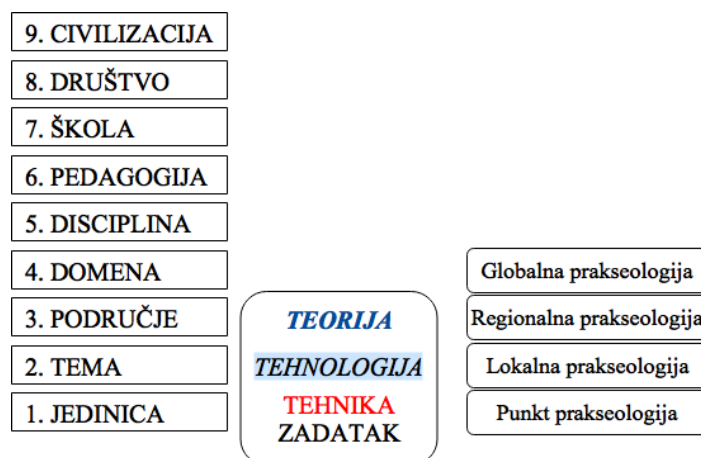 9. CIVILIZACIJA
8. DRUŠTVO
7. ŠKOLA
6. PEDAGOGIJA
5. DISCIPLINA
4. DOMENA
3. PODRUČJE
2. TEMA
1. JEDINICA
TEORIJA
TEHNOLOGIJA
TEHNIKA
ZADATAK
Globalna prakseologija
Regionalna prakseologija
Lokalna prakseologija
Punkt prakseologija